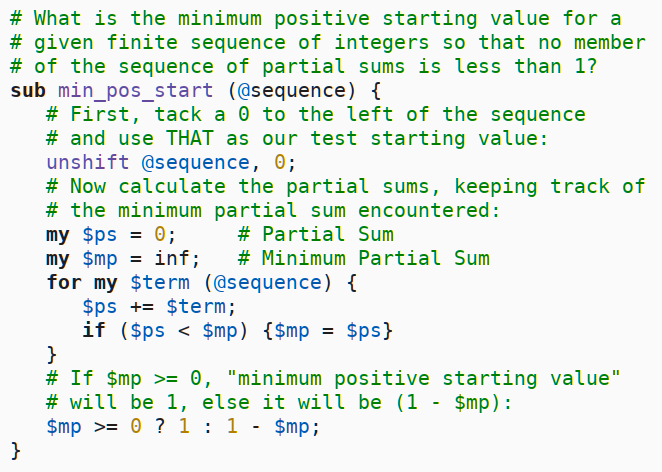 # What is the minimum positive starting value for a
# given finite sequence of integers so that no member
# of the sequence of partial sums is less than 1?
sub min_pos_start (@sequence) {
   # First, tack a 0 to the left of the sequence
   # and use THAT as our test starting value:
   unshift @sequence, 0;
   # Now calculate the partial sums, keeping track of
   # the minimum partial sum encountered:
   my $ps = 0;     # Partial Sum
   my $mp = inf;   # Minimum Partial Sum
   for my $term (@sequence) {
      $ps += $term;
      if ($ps < $mp) {$mp = $ps}
   }
   # If $mp >= 0, "minimum positive starting value"
   # will be 1, else it will be (1 - $mp):
   $mp >= 0 ? 1 : 1 - $mp;
}